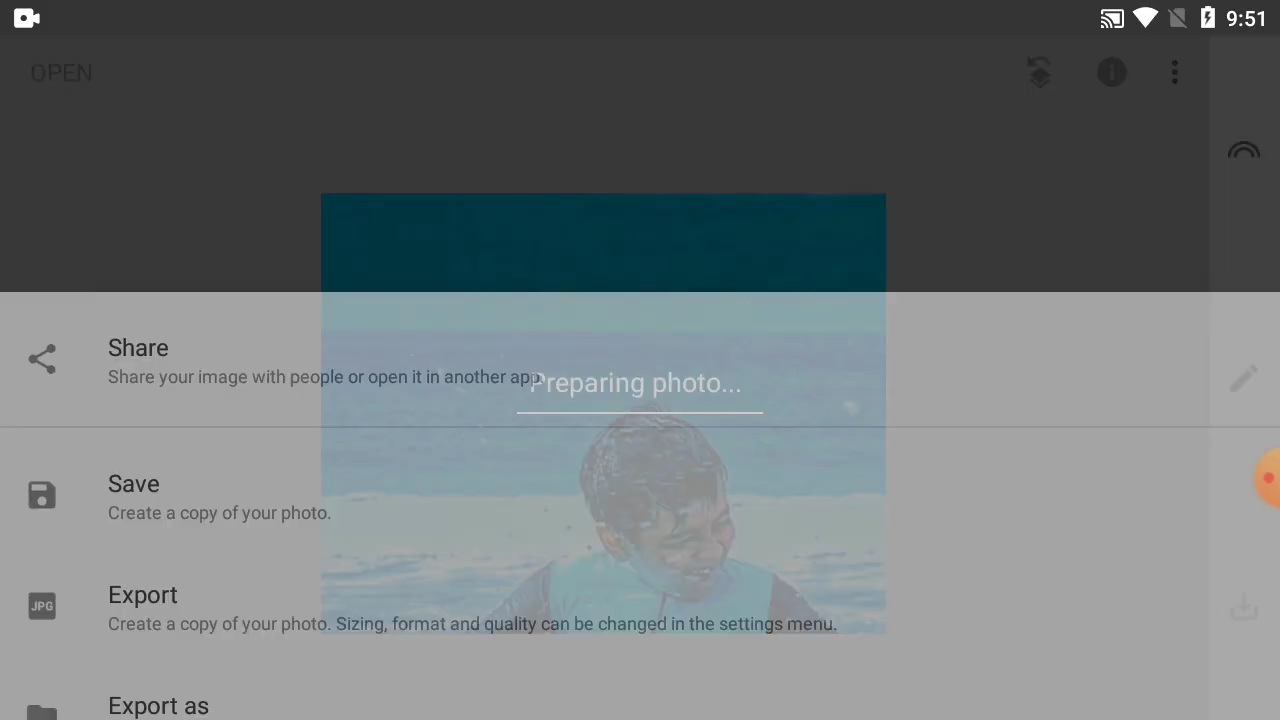 9:51
OPEN
Share
Share your image with people or open it in another app.
Preparing photo...
Save
Create a copy of your photo.
JPG
Export
Create a copy of your photo. Sizing, format and quality can be changed in the settings menu.
Export as